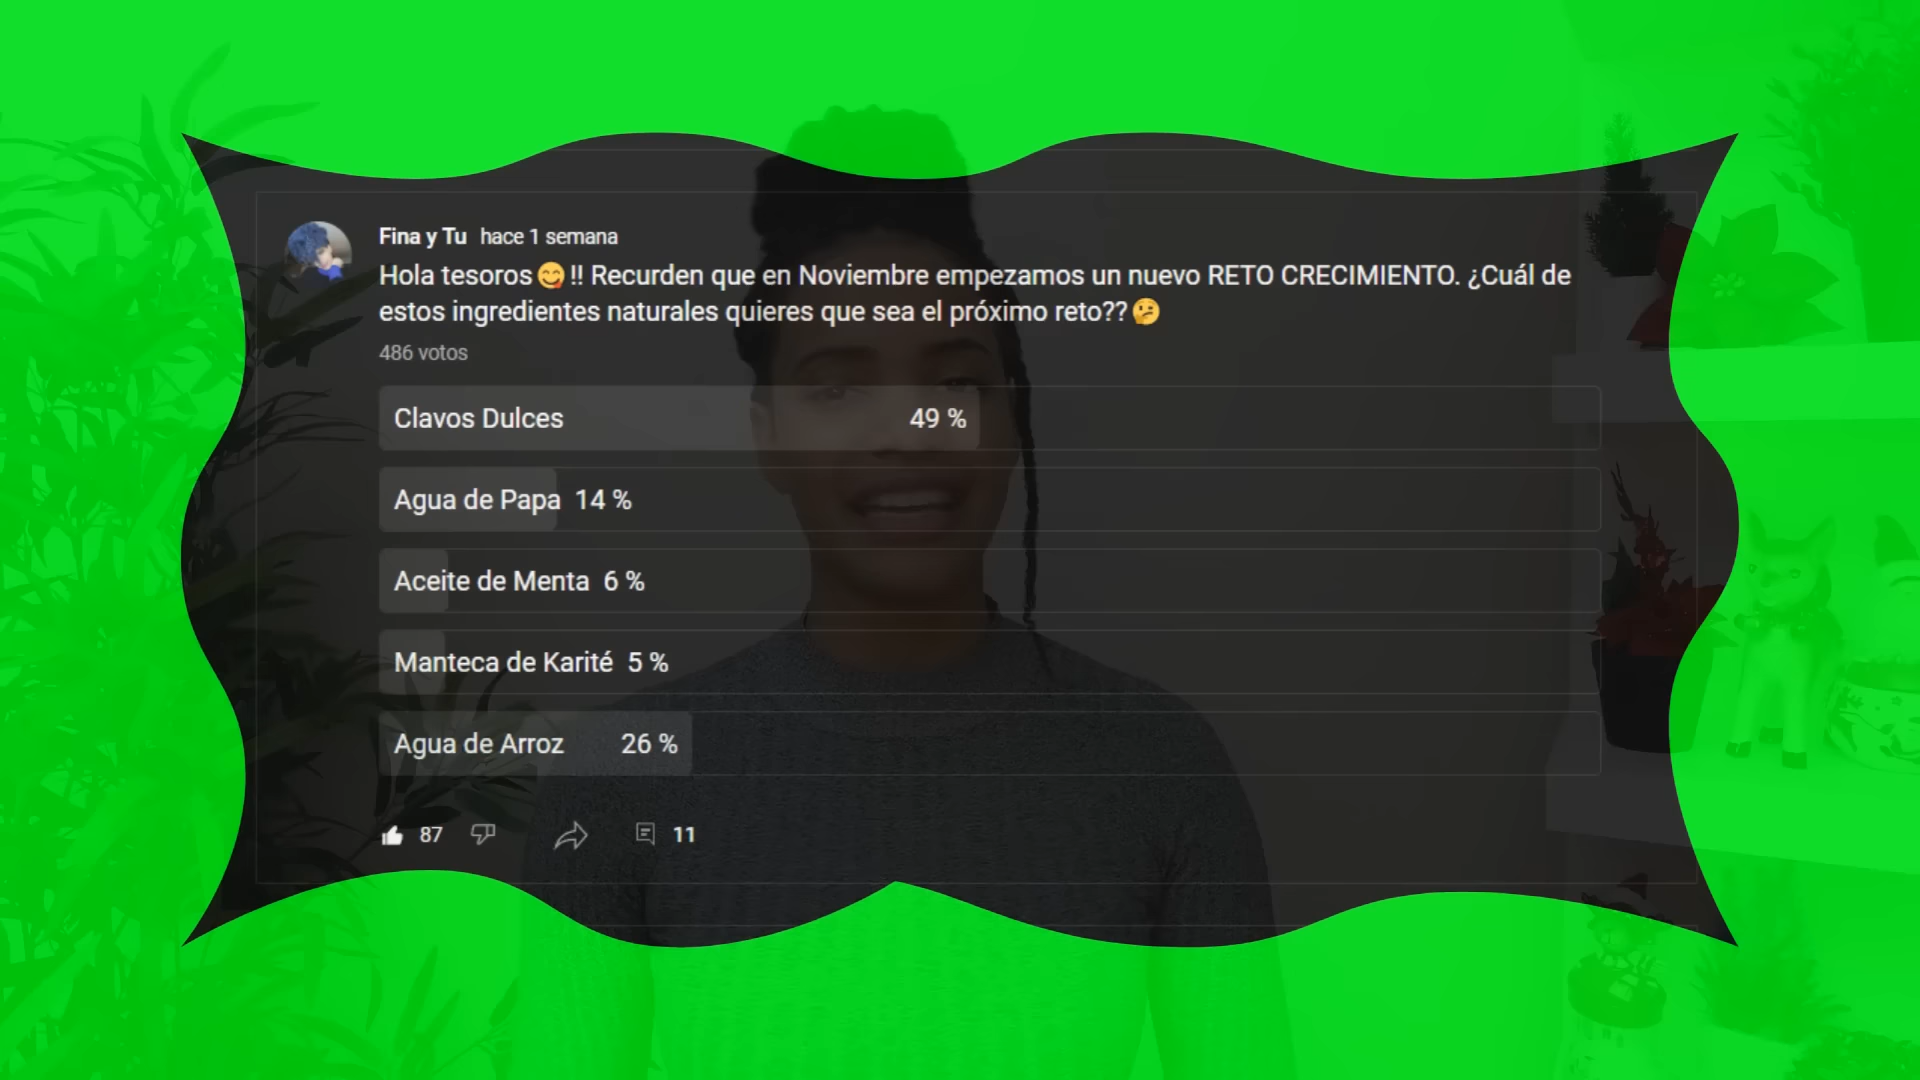 Fina y Tu hace 1 semana
Hola tesoros😋!! Recurden que en Noviembre empezamos un nuevo RETO CRECIMIENTO. ¿Cuál de
estos ingredientes naturales quieres que sea el próximo reto??🤔
486 votos
Clavos Dulces 49 %
Agua de Papa 14 %
Aceite de Menta 6 %
Manteca de Karité 5 %
Agua de Arroz 26 %
87 11